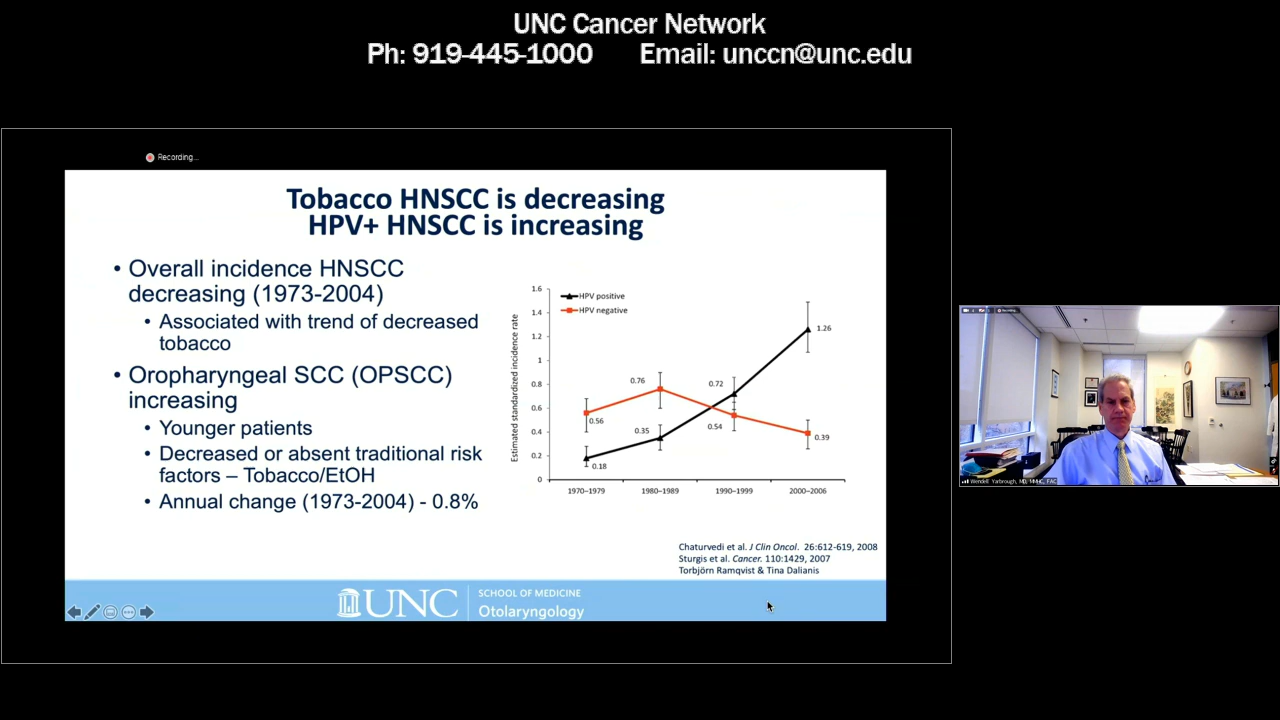 UNC Cancer Network
Ph: 919-445-1000 Email: unccn@unc.edu
Recording...
Tobacco HNSCC is decreasing
HPV+ HNSCC is increasing
• Overall incidence HNSCC
decreasing (1973-2004)
• Associated with trend of decreased
tobacco
• Oropharyngeal SCC (OPSCC)
increasing
• Younger patients
• Decreased or absent traditional risk
factors – Tobacco/EtOH
• Annual change (1973-2004) - 0.8%
Estimated standardized incidence rate
1.6
1.4
1.2
1
0.8
0.6
0.4
0.2
0
HPV positive
HPV negative
0.56
0.76
0.54
0.39
0.18
0.35
0.72
1.26
1970–1979
1980–1989
1990–1999
2000–2006
Chaturvedi et al. J Clin Oncol. 26:612-619, 2008
Sturgis et al. Cancer. 110:1429, 2007
Torbjörn Ramqvist & Tina Dalianis
UNC
SCHOOL OF MEDICINE
Otolaryngology
Wendell Yarbrough, MD, MMHC, FAC